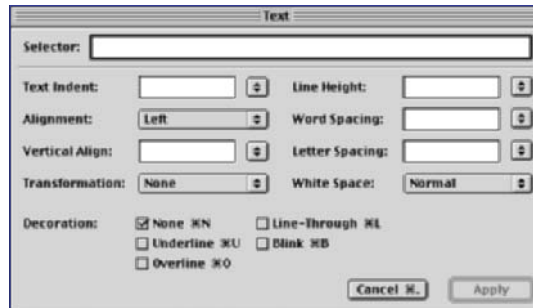 Text
Selector:
Text Indent: Line Height:
Alignment: Left Word Spacing:
Vertical Align: Letter Spacing:
Transformation: None White Space: Normal
Decoration: None ⌘N Line-Through ⌘L
Underline ⌘U Blink ⌘B
Overline ⌘O
Cancel ⌘. Apply